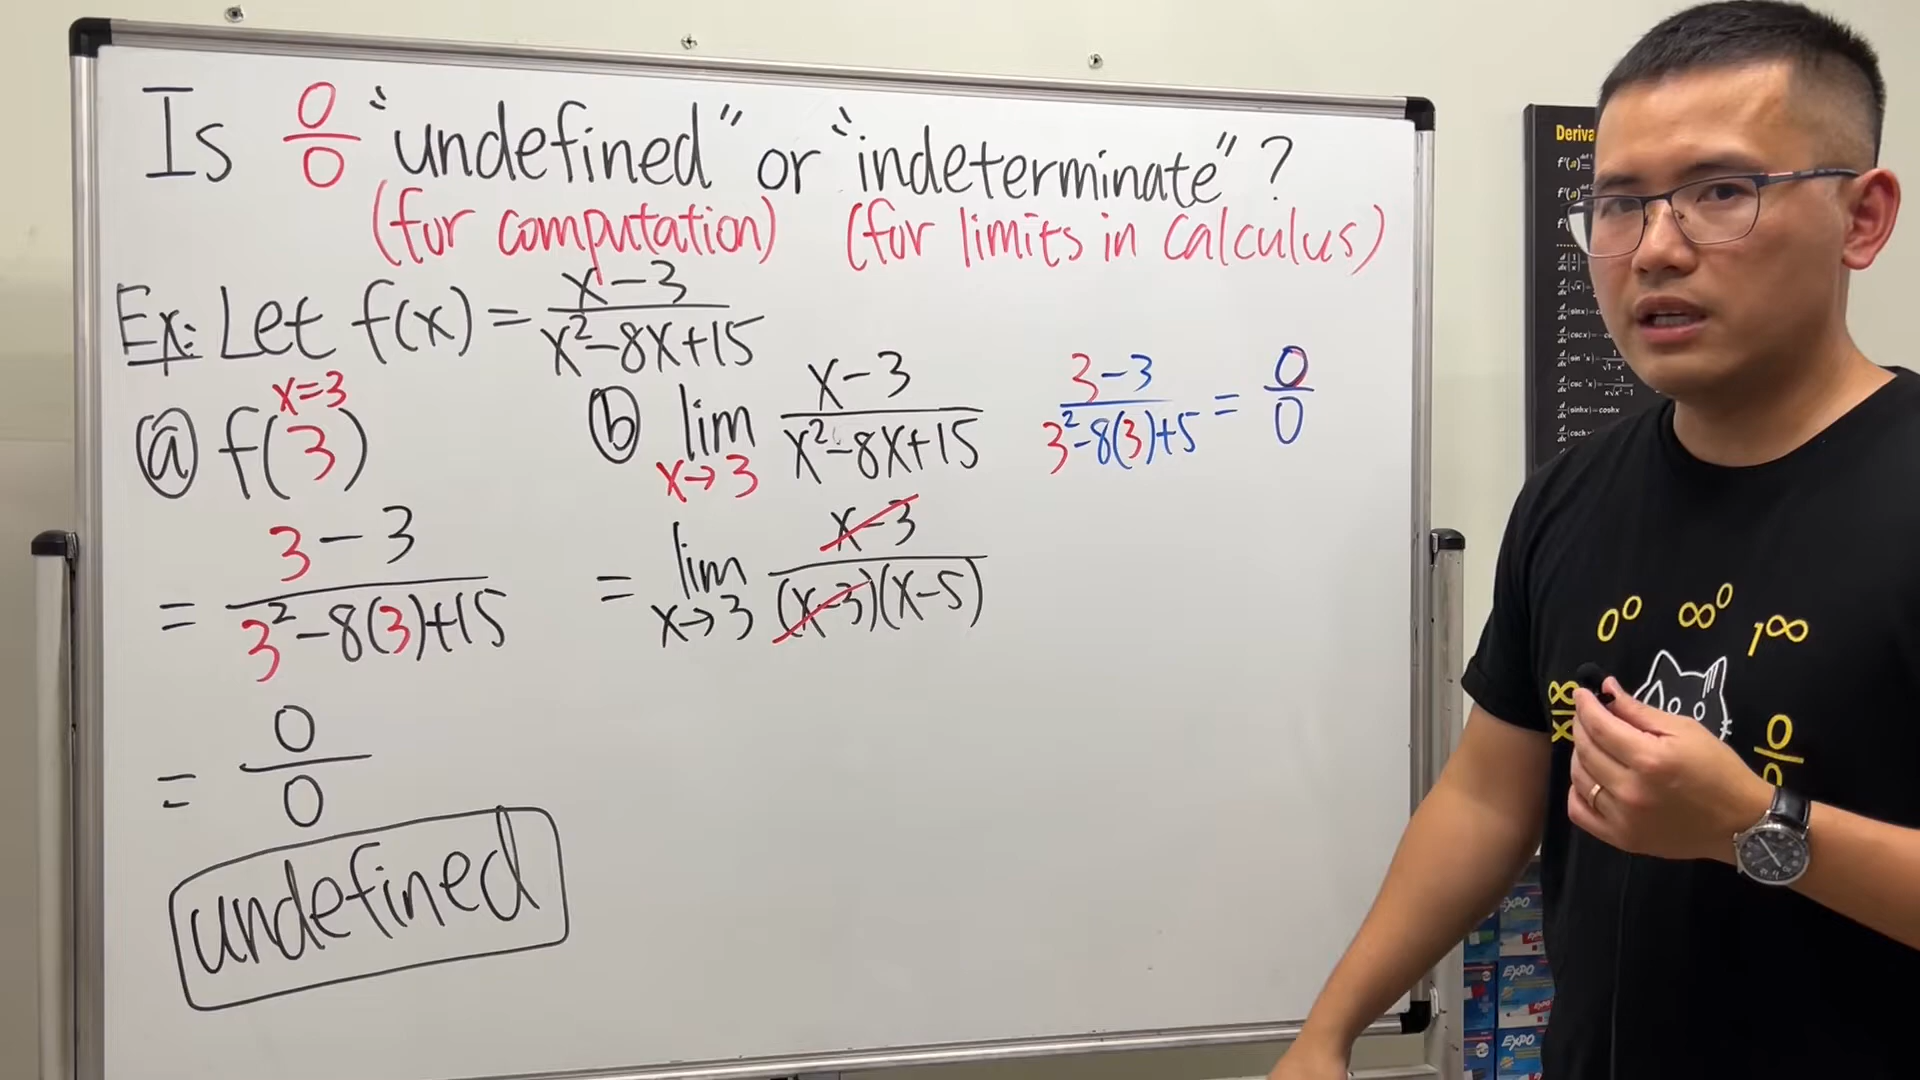 Is 0/0 "undefined" or "indeterminate"?
(for computation) (for limits in calculus)
Ex: Let f(x) = (x-3)/(x²-8x+15)
x=3
ⓐ f(3)
= (3-3)/(3²-8(3)+15)
= 0/0
undefined
ⓑ lim x→3 (x-3)/(x²-8x+15)
(3-3)/(3²-8(3)+15) = 0/0
= lim x→3 (x-3)/((x-3)(x-5))
Deriva
0⁰ ∞⁰ 1^∞
0
EXPO
EXPO
EXPO